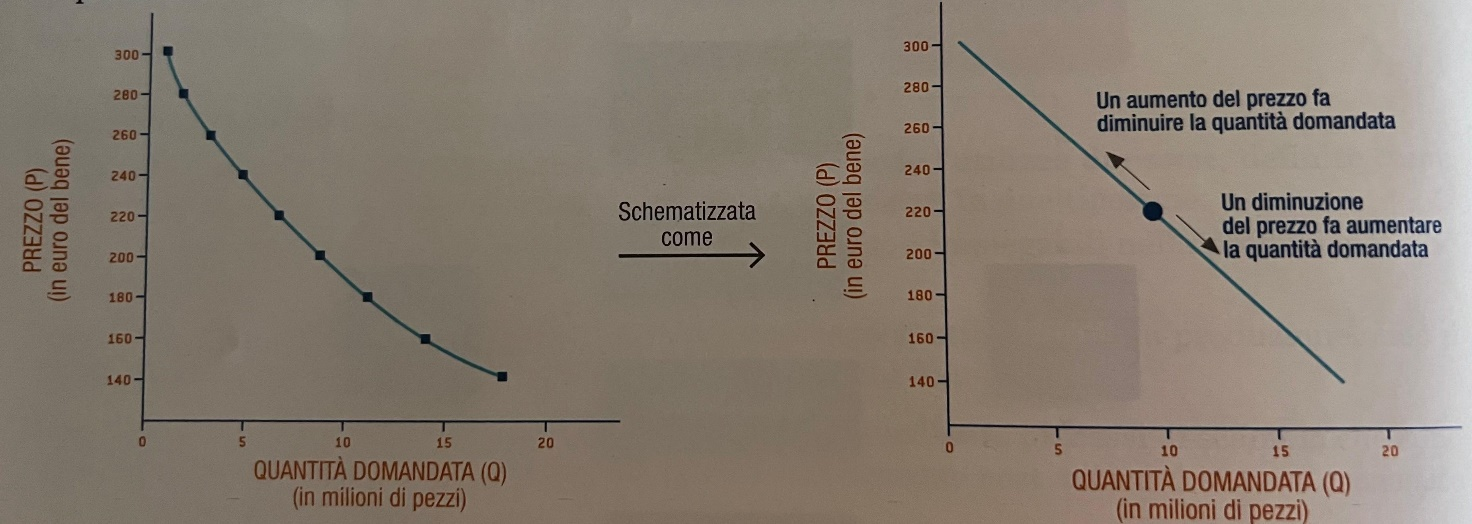 300
280
260
240
220
200
180
160
140
0
5
10
15
20
PREZZO (P)
(in euro del bene)
QUANTITÀ DOMANDATA (Q)
(in milioni di pezzi)
Schematizzata
come
300
280
260
240
220
200
180
160
140
0
5
10
15
20
PREZZO (P)
(in euro del bene)
Un aumento del prezzo fa
diminuire la quantità domandata
Un diminuzione
del prezzo fa aumentare
la quantità domandata
QUANTITÀ DOMANDATA (Q)
(in milioni di pezzi)